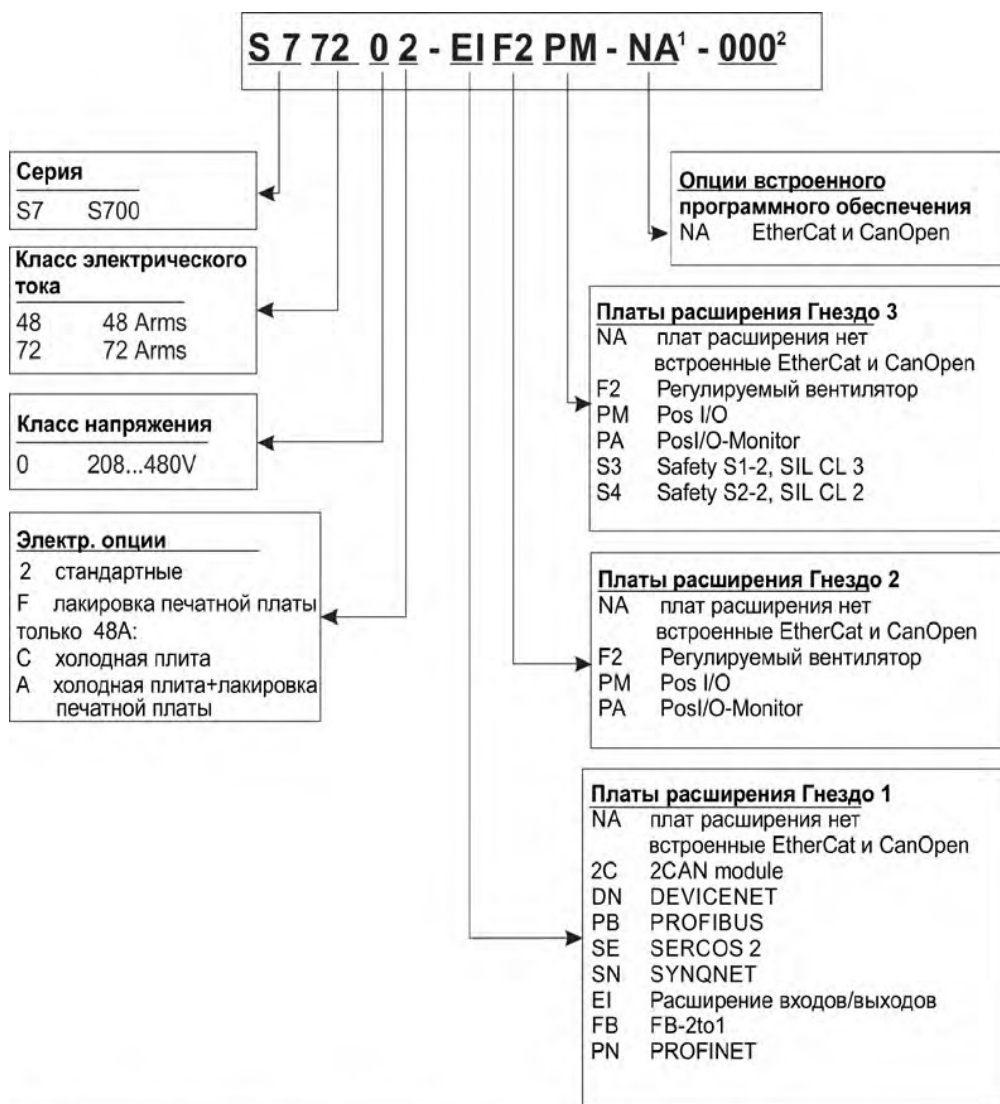 S 7 72 0 2 - EI F2 PM - NA¹ - 000²
Серия
S7 S700
Класс электрического
тока
48 48 Arms
72 72 Arms
Класс напряжения
0 208...480V
Электр. опции
2 стандартные
F лакировка печатной платы
только 48A:
C холодная плита
A холодная плита+лакировка
печатной платы
Опции встроенного
программного обеспечения
NA EtherCat и CanOpen
Платы расширения Гнездо 3
NA плат расширения нет
встроенные EtherCat и CanOpen
F2 Регулируемый вентилятор
PM Pos I/O
PA PosI/O-Monitor
S3 Safety S1-2, SIL CL 3
S4 Safety S2-2, SIL CL 2
Платы расширения Гнездо 2
NA плат расширения нет
встроенные EtherCat и CanOpen
F2 Регулируемый вентилятор
PM Pos I/O
PA PosI/O-Monitor
Платы расширения Гнездо 1
NA плат расширения нет
встроенные EtherCat и CanOpen
2C 2CAN module
DN DEVICENET
PB PROFIBUS
SE SERCOS 2
SN SYNQNET
EI Расширение входов/выходов
FB FB-2to1
PN PROFINET